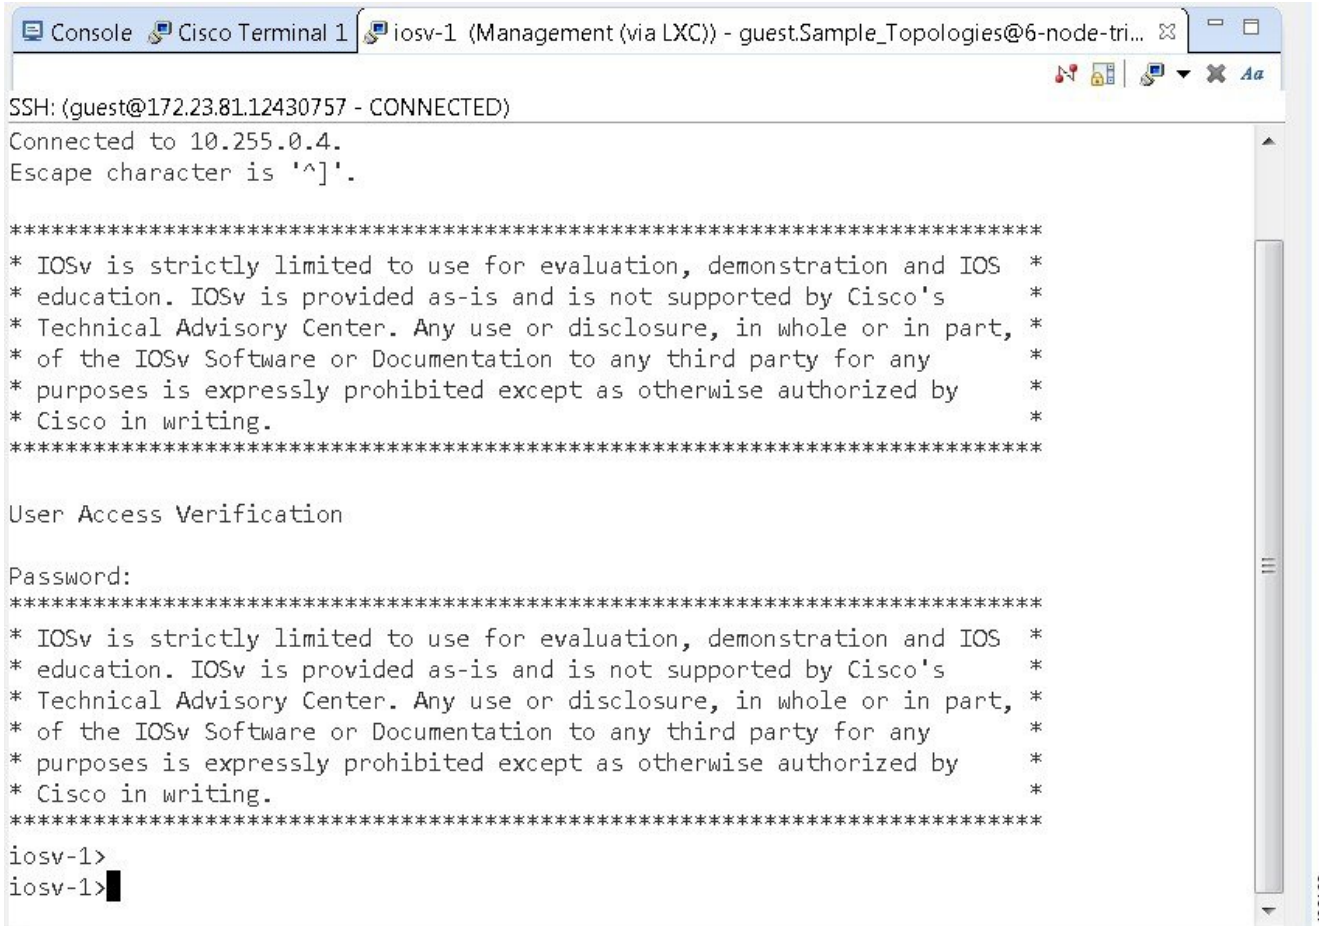 Console Cisco Terminal 1 iosv-1 (Management (via LXC)) - guest.Sample_Topologies@6-node-tri...
Aa
SSH: (guest@172.23.81.12430757 - CONNECTED)
Connected to 10.255.0.4.
Escape character is '^]'.
**************************************************************************
* IOSv is strictly limited to use for evaluation, demonstration and IOS *
* education. IOSv is provided as-is and is not supported by Cisco's *
* Technical Advisory Center. Any use or disclosure, in whole or in part, *
* of the IOSv Software or Documentation to any third party for any *
* purposes is expressly prohibited except as otherwise authorized by *
* Cisco in writing. *
**************************************************************************
User Access Verification
Password:
**************************************************************************
* IOSv is strictly limited to use for evaluation, demonstration and IOS *
* education. IOSv is provided as-is and is not supported by Cisco's *
* Technical Advisory Center. Any use or disclosure, in whole or in part, *
* of the IOSv Software or Documentation to any third party for any *
* purposes is expressly prohibited except as otherwise authorized by *
* Cisco in writing. *
**************************************************************************
iosv-1>
iosv-1>